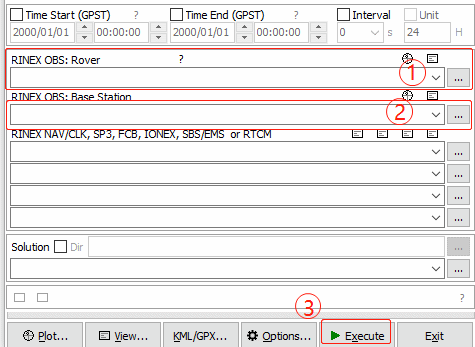 Time Start (GPST) ? Time End (GPST) ? Interval Unit
2000/01/01 00:00:00 2000/01/01 00:00:00 0 s 24 H
RINEX OBS: Rover ?
①
...
RINEX OBS: Base Station
②
...
RINEX NAV/CLK, SP3, FCB, IONEX, SBS/EMS or RTCM
...
...
...
...
Solution Dir ...
...
?
③
Plot... View... KML/GPX... Options... Execute Exit